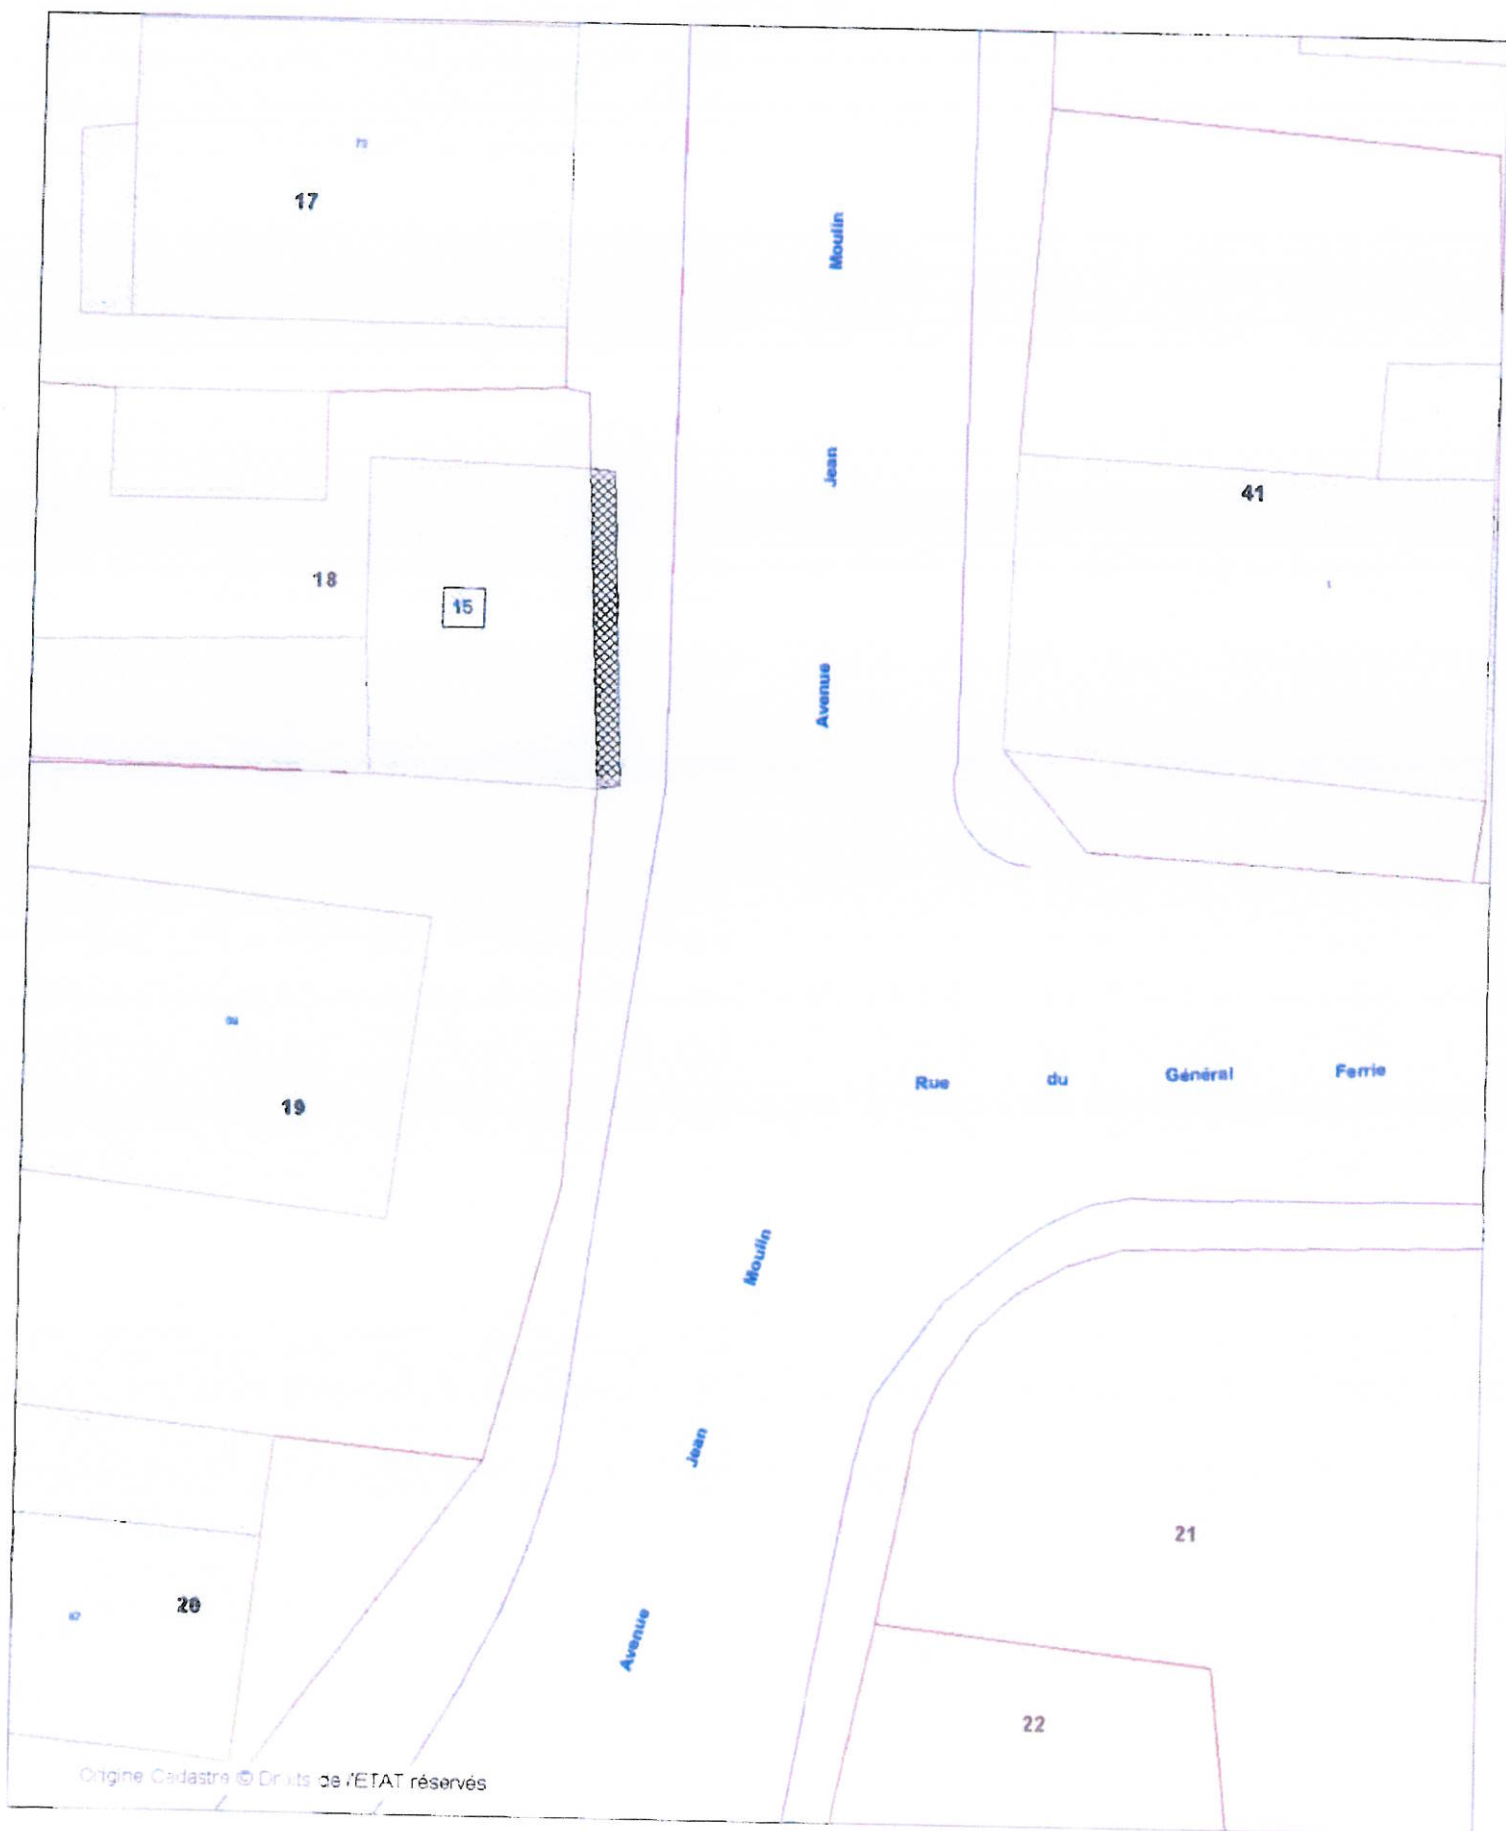 17
Moulin
Jean
41
18
15
Avenue
Rue du Général Ferrie
19
Moulin
Jean
21
20
Avenue
22
Origine Cadastre © Droits de l'ETAT réservés